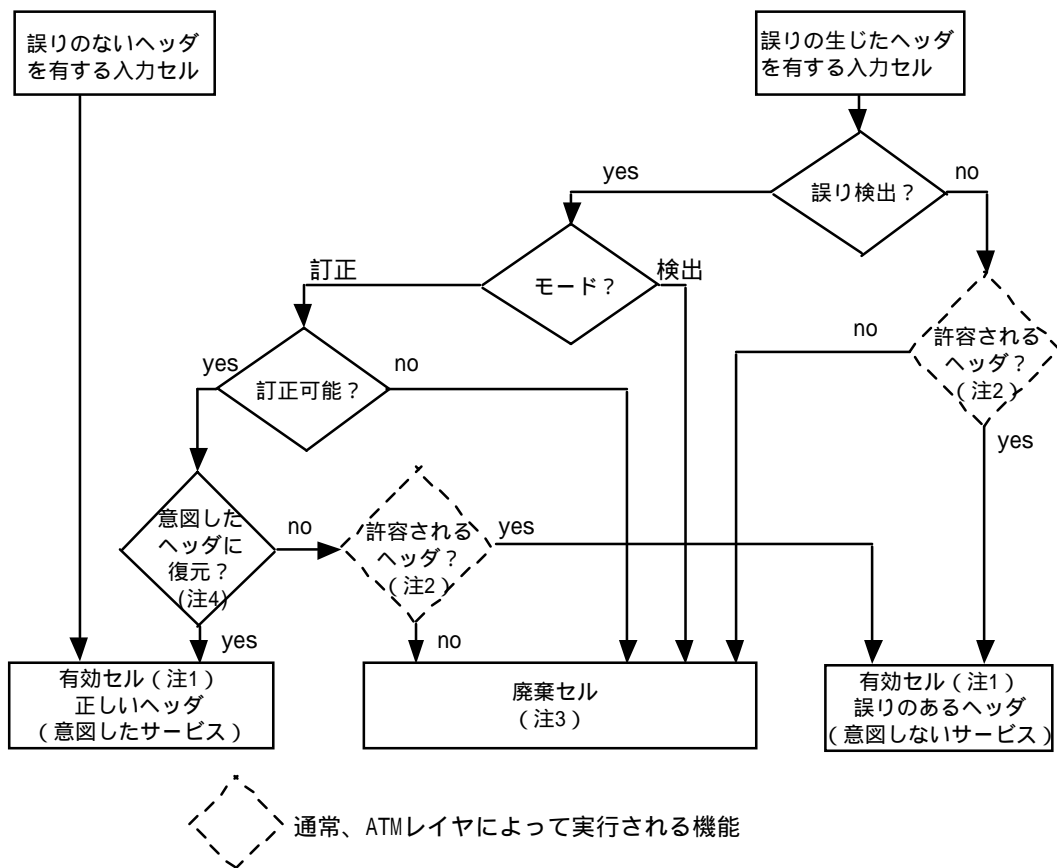 誤りのないヘッダ
を有する入力セル
誤りの生じたヘッダ
を有する入力セル
yes
誤り検出？
no
訂正
モード？
検出
no
許容される
ヘッダ？
(注2)
yes
yes
訂正可能？
no
意図した
ヘッダに
復元？
(注4)
no
許容される
ヘッダ？
(注2)
yes
yes
no
有効セル(注1)
正しいヘッダ
(意図したサービス)
廃棄セル
(注3)
有効セル(注1)
誤りのあるヘッダ
(意図しないサービス)
通常、ATMレイヤによって実行される機能